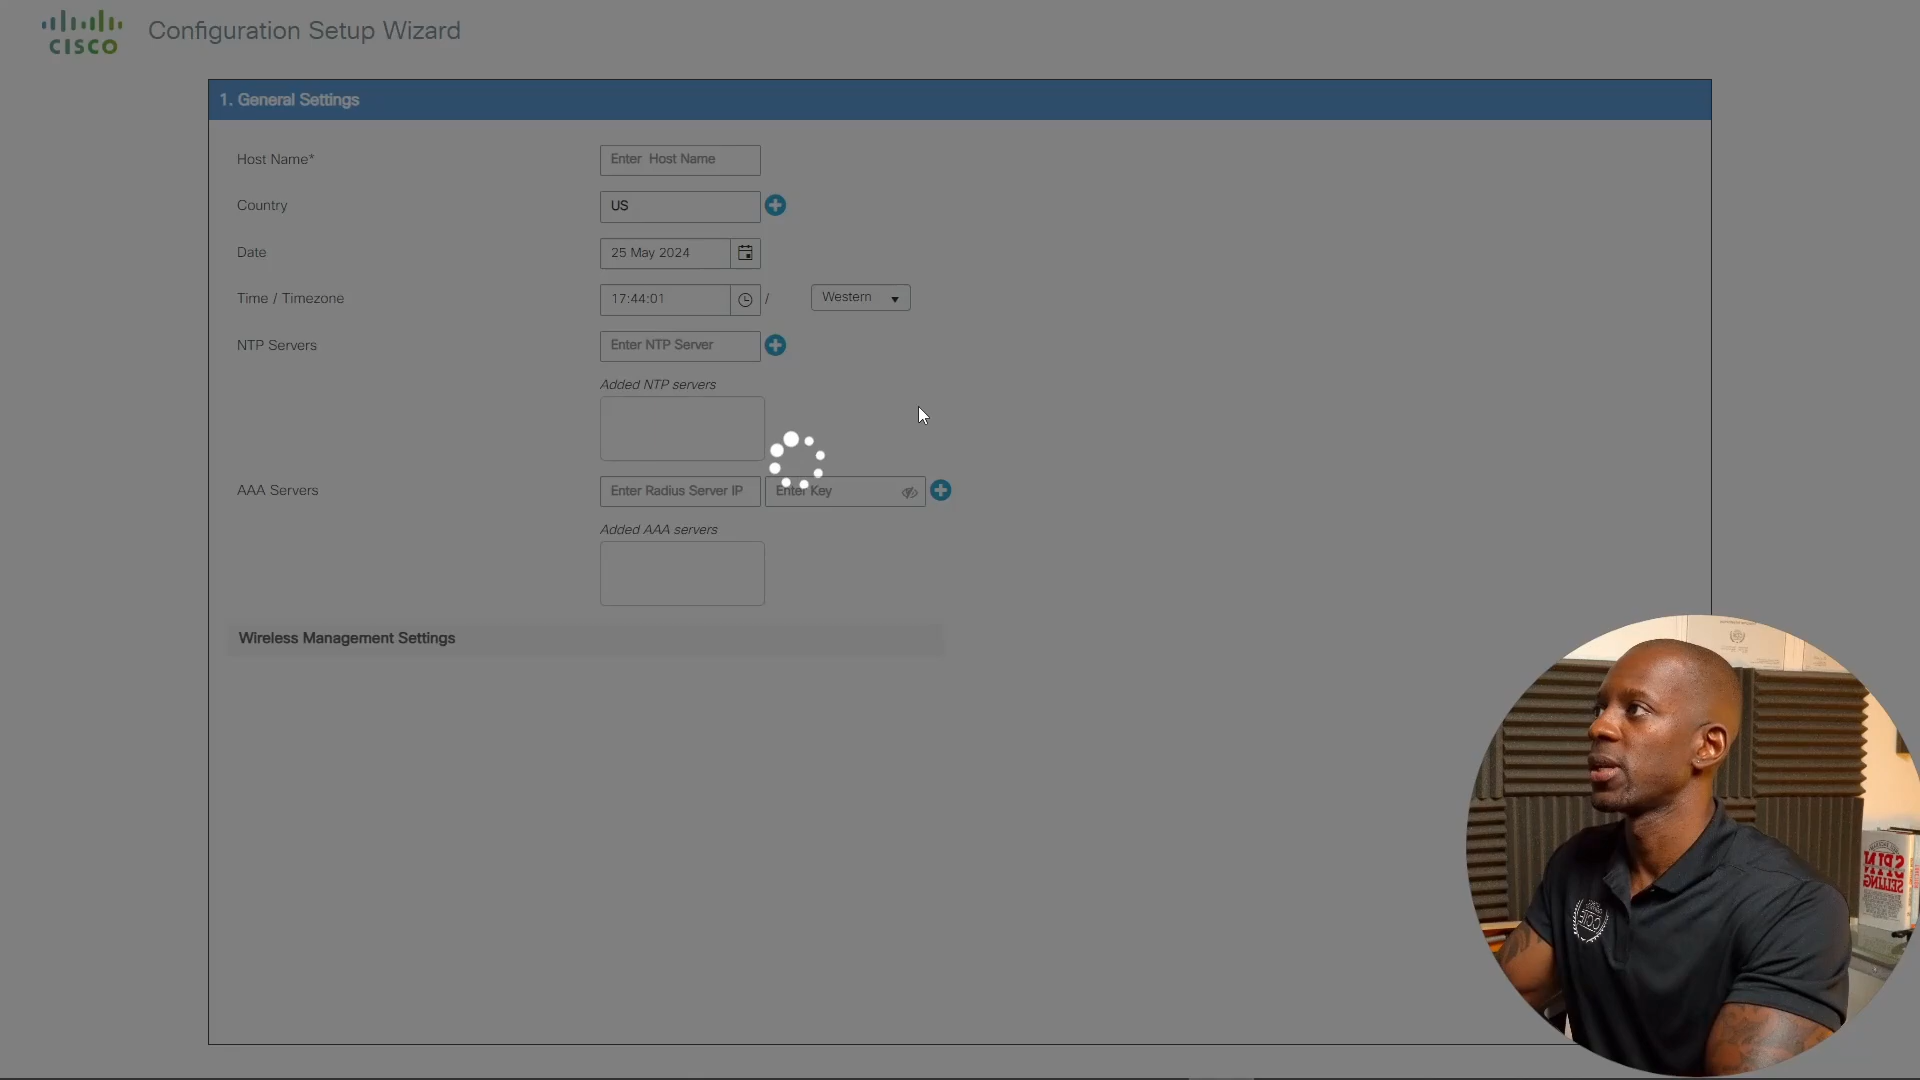 CISCO
Configuration Setup Wizard
1. General Settings
Host Name*
Enter Host Name
Country
US
Date
25 May 2024
Time / Timezone
17:44:01
/
Western
NTP Servers
Enter NTP Server
Added NTP servers
AAA Servers
Enter Radius Server IP
Enter Key
Added AAA servers
Wireless Management Settings
SPIN
SELLING
CCIE